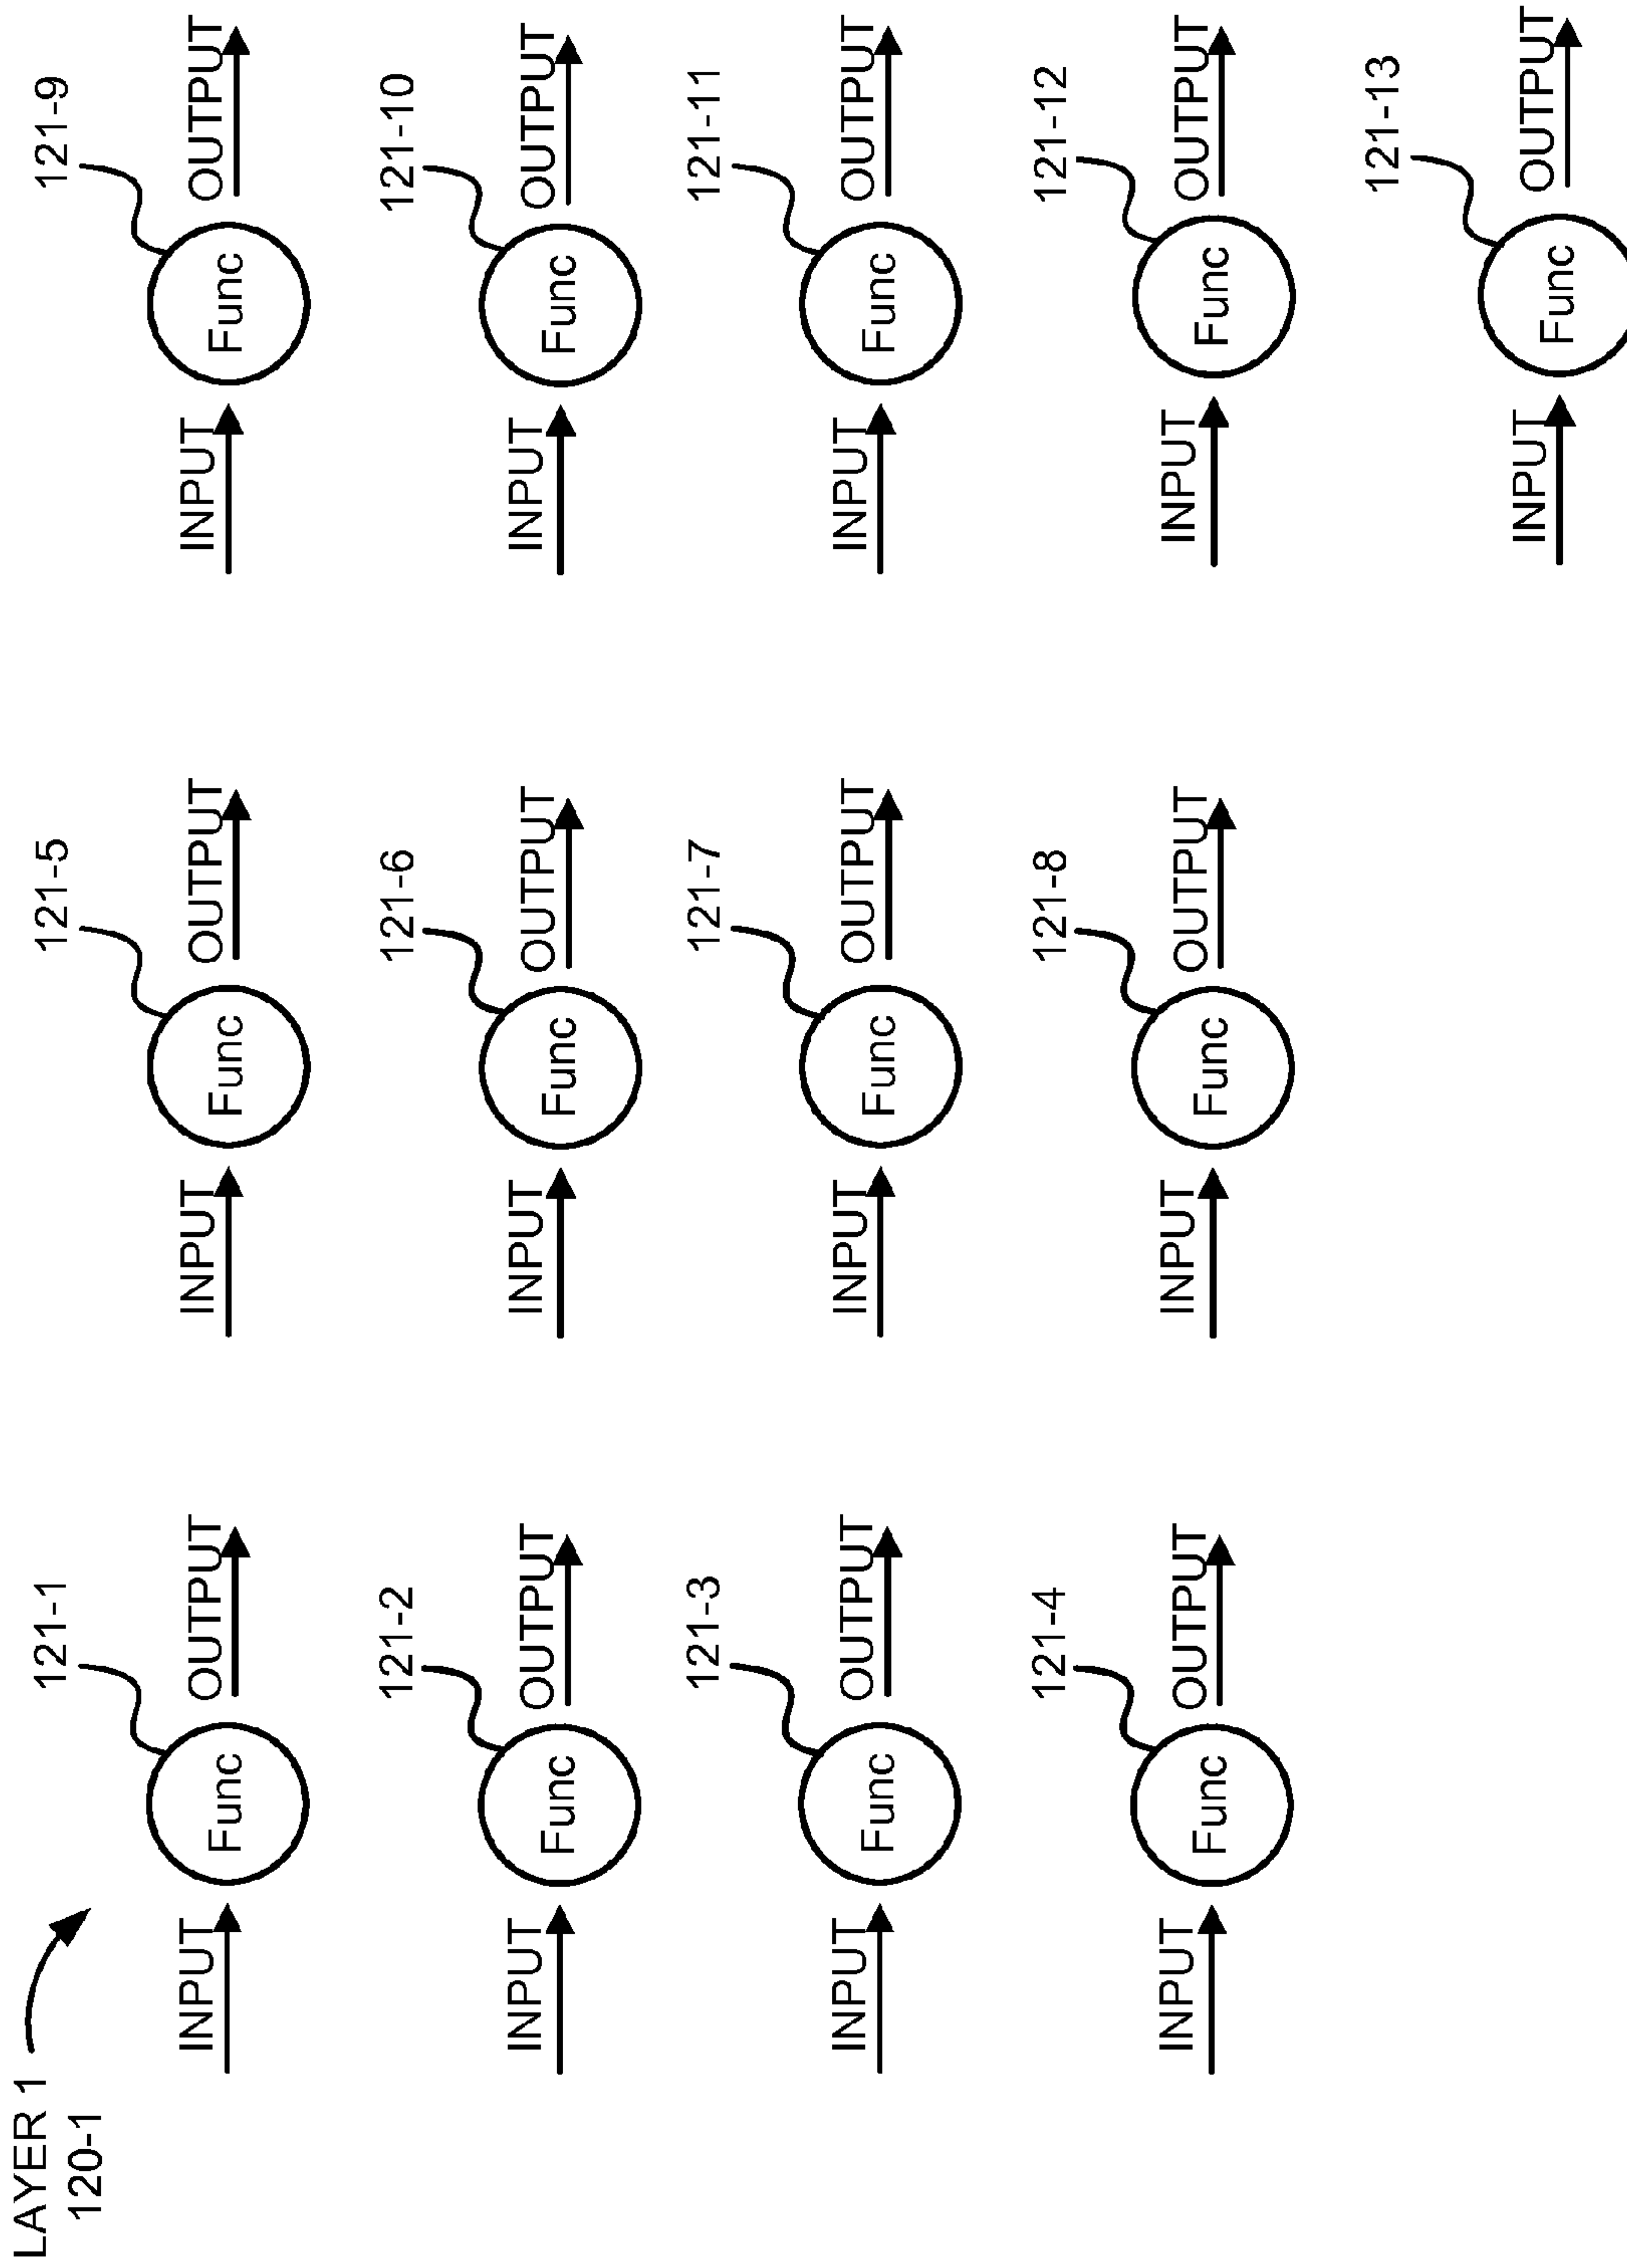 LAYER 1
120-1
121-1
INPUT
Func
OUTPUT
121-2
INPUT
Func
OUTPUT
121-3
INPUT
Func
OUTPUT
121-4
INPUT
Func
OUTPUT
121-5
INPUT
Func
OUTPUT
121-6
INPUT
Func
OUTPUT
121-7
INPUT
Func
OUTPUT
121-8
INPUT
Func
OUTPUT
121-9
INPUT
Func
OUTPUT
121-10
INPUT
Func
OUTPUT
121-11
INPUT
Func
OUTPUT
121-12
INPUT
Func
OUTPUT
121-13
INPUT
Func
OUTPUT